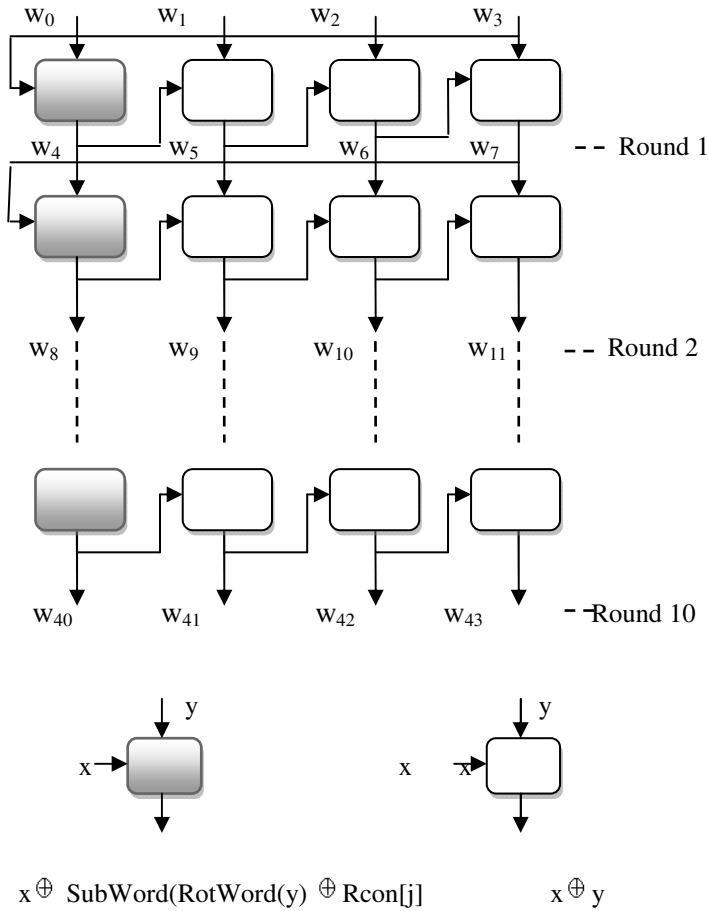 w0 w1 w2 w3
w4 w5 w6 w7
-- Round 1
w8 w9 w10 w11
-- Round 2
w40 w41 w42 w43
-- Round 10
y y
x x x
x ⊕ SubWord(RotWord(y) ⊕ Rcon[j] x ⊕ y